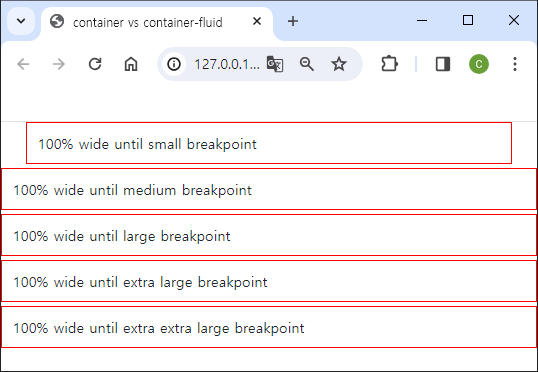 container vs container-fluid
127.0.0.1...
C
100% wide until small breakpoint
100% wide until medium breakpoint
100% wide until large breakpoint
100% wide until extra large breakpoint
100% wide until extra extra large breakpoint